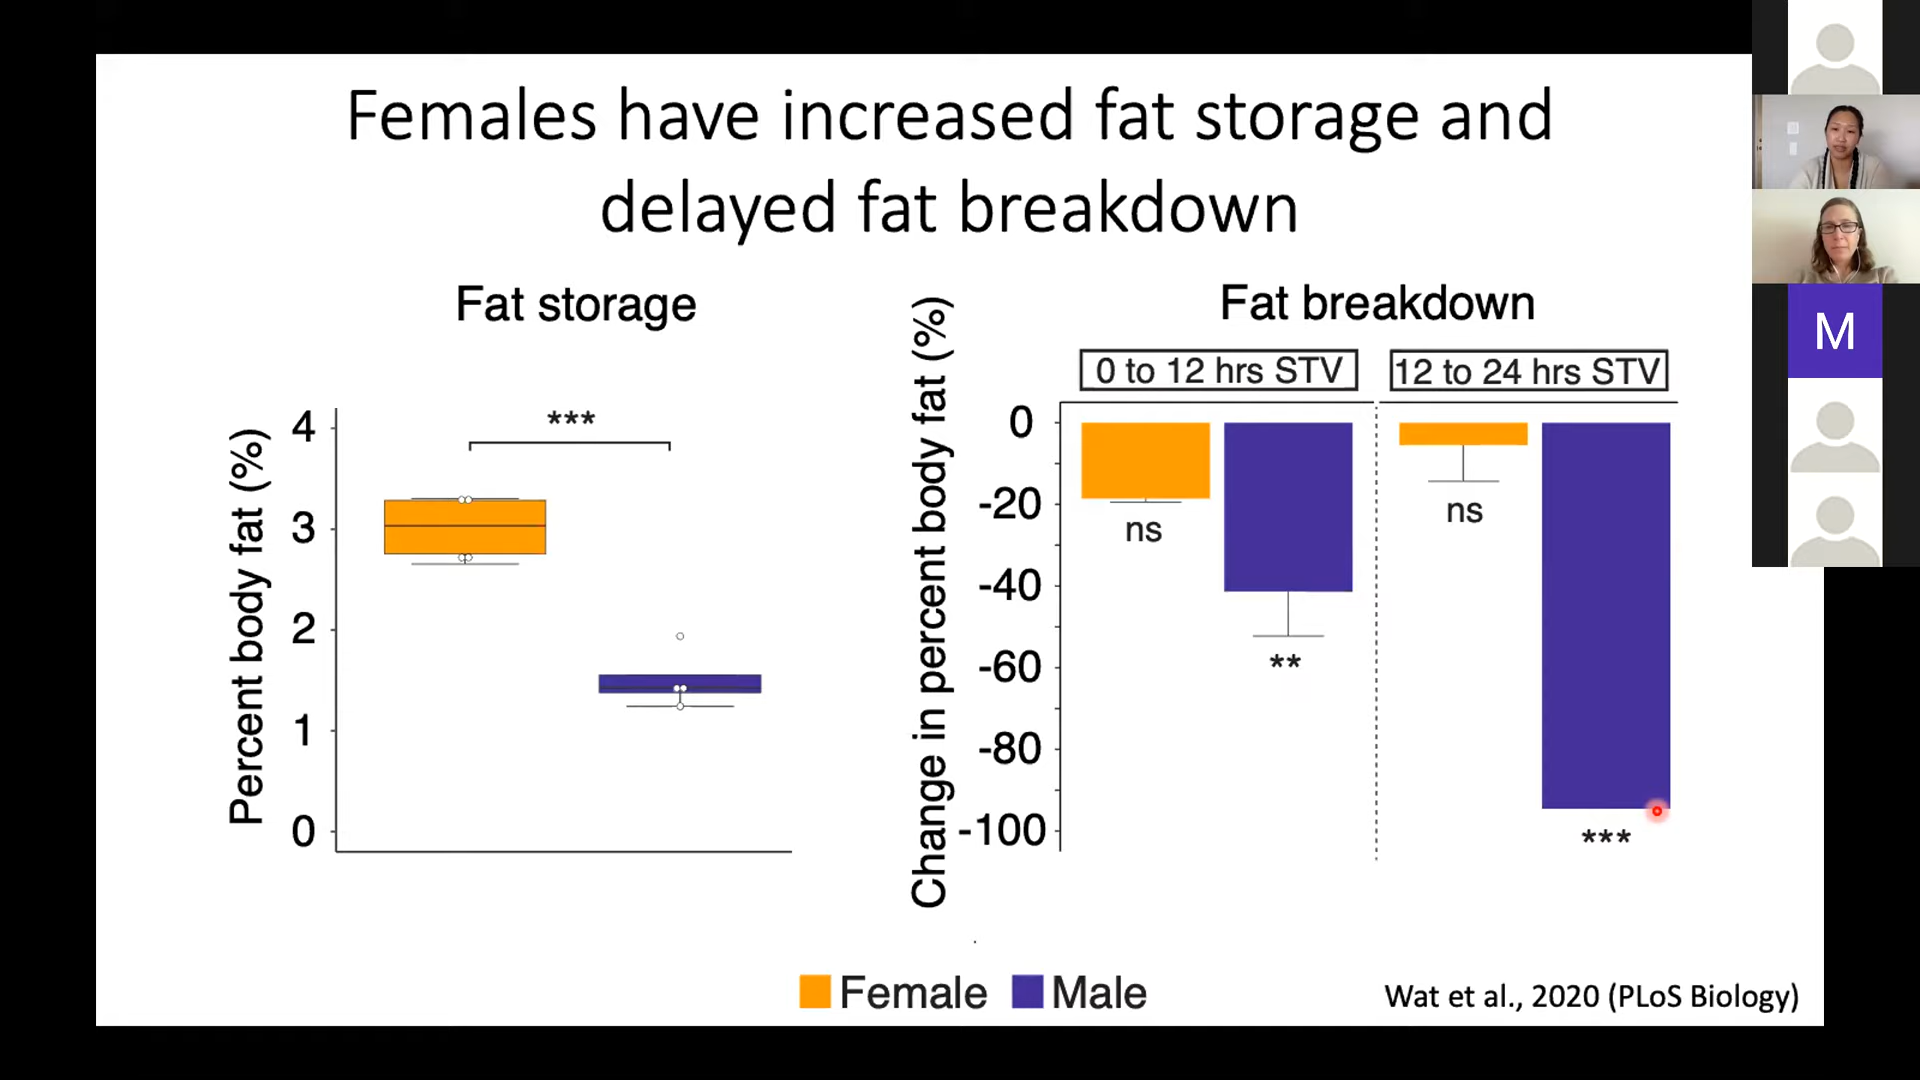 Females have increased fat storage and
delayed fat breakdown
Fat storage
Percent body fat (%)
4
3
2
1
0
***
Fat breakdown
Change in percent body fat (%)
0 to 12 hrs STV
12 to 24 hrs STV
0
-20
-40
-60
-80
-100
ns
**
ns
***
Female
Male
Wat et al., 2020 (PLoS Biology)
M